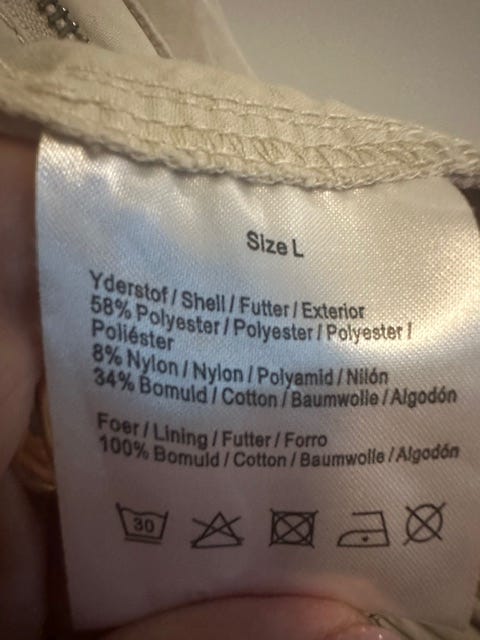 Size L
Yderstof / Shell / Futter / Exterior
58% Polyester / Polyester / Polyester /
Poliéster
8% Nylon / Nylon / Polyamid / Nilón
34% Bomuld / Cotton / Baumwolle / Algodón
Foer / Lining / Futter / Forro
100% Bomuld / Cotton / Baumwolle / Algodón
30